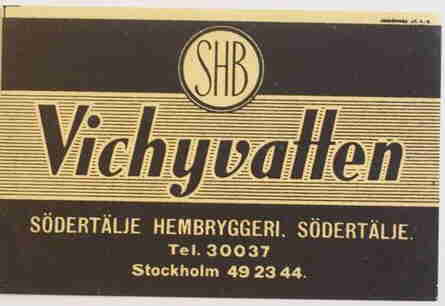 SHB
Vichyvatten
SÖDERTÄLJE HEMBRYGGERI. SÖDERTÄLJE.
Tel. 30037
Stockholm 49 23 44.